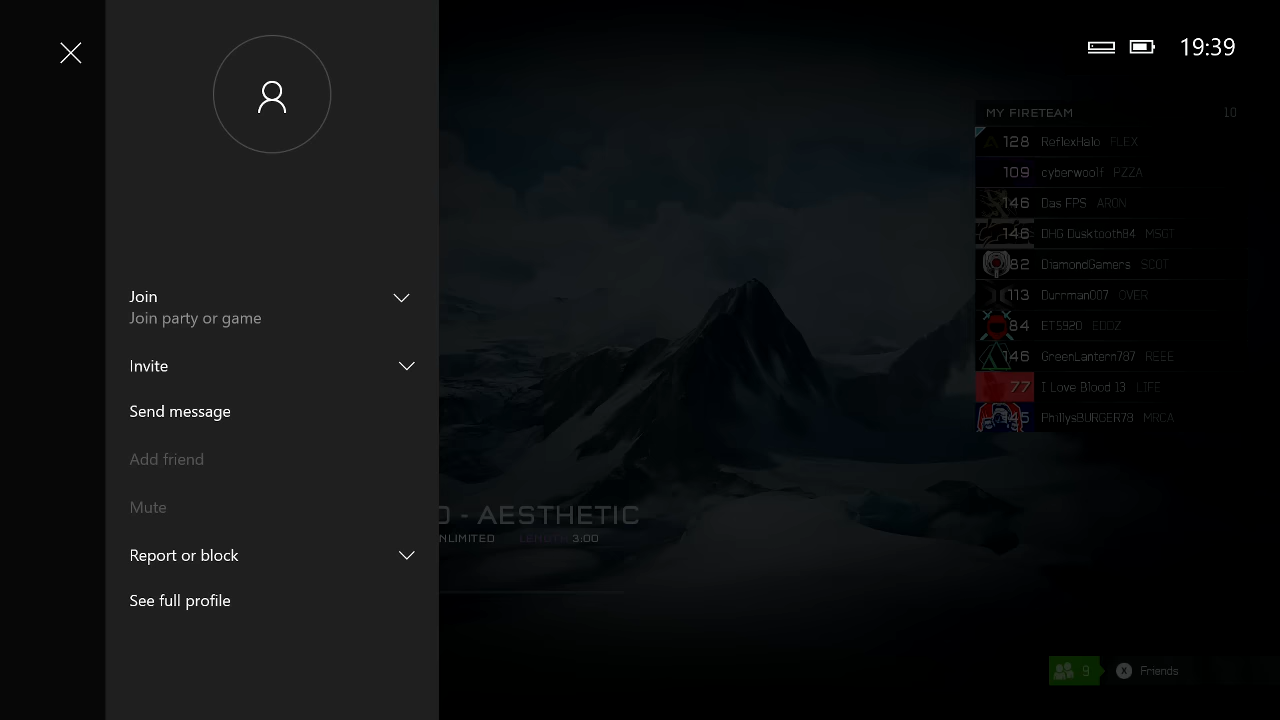 19:39
Join
Join party or game
Invite
Send message
Add friend
Mute
Report or block
See full profile
MY FIRETEAM 10
128 ReflexHalo FLEX
109 cyberwoolf PZZA
146 Das FPS ARON
146 DHG Dusktooth84 MSGT
82 DiamondGamers SCOT
113 Durrman007 OVER
84 ET5920 EDDZ
146 GreenLantern787 REEE
77 I Love Blood 13 LIFE
PhillysBURGER78 MRCA
- AESTHETIC
NLIMITED LENGTH 3:00
9 X Friends